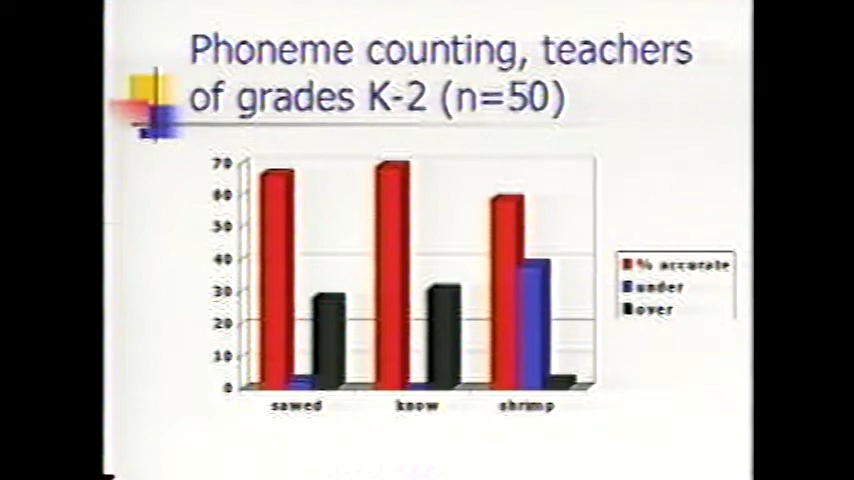 Phoneme counting, teachers
of grades K-2 (n=50)
70
60
50
40
30
20
10
0
sawed know shrimp
% accurate
under
over